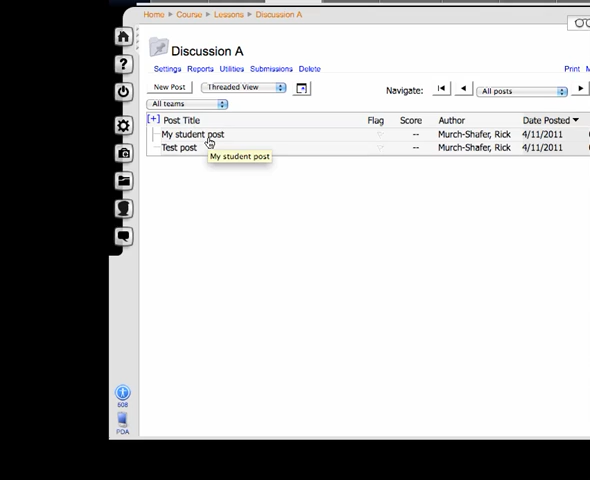 Home ▸ Course ▸ Lessons ▸ Discussion A
Discussion A
Settings Reports Utilities Submissions Delete Print
New Post Threaded View Navigate: All posts
All teams
[+] Post Title Flag Score Author Date Posted
My student post -- Murch-Shafer, Rick 4/11/2011
Test post -- Murch-Shafer, Rick 4/11/2011
My student post
?
608
PDA